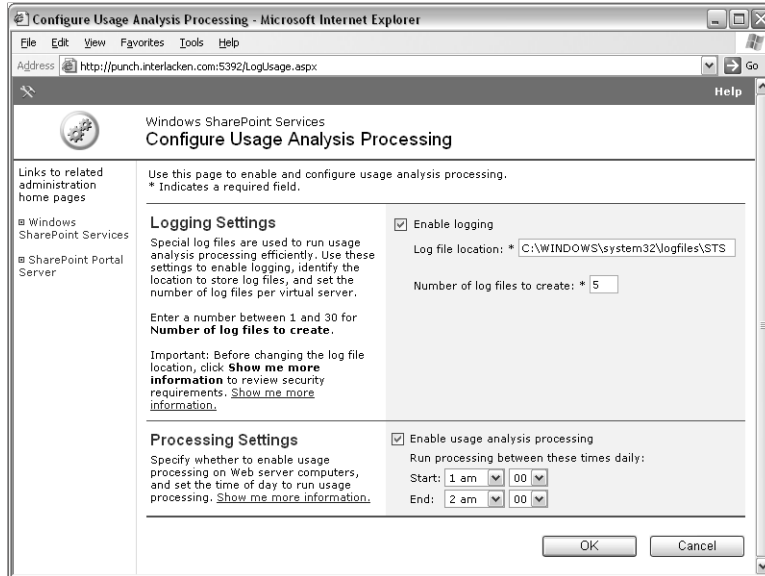 Configure Usage Analysis Processing - Microsoft Internet Explorer
File Edit View Favorites Tools Help
Address http://punch.interlacken.com:5392/LogUsage.aspx Go
Help
Windows SharePoint Services
Configure Usage Analysis Processing
Links to related
administration
home pages
Windows
SharePoint Services
SharePoint Portal
Server
Use this page to enable and configure usage analysis processing.
* Indicates a required field.
Logging Settings
Special log files are used to run usage
analysis processing efficiently. Use these
settings to enable logging, identify the
location to store log files, and set the
number of log files per virtual server.
Enter a number between 1 and 30 for
Number of log files to create.
Important: Before changing the log file
location, click Show me more
information to review security
requirements. Show me more
information.
Enable logging
Log file location: * C:\WINDOWS\system32\logfiles\STS
Number of log files to create: * 5
Processing Settings
Specify whether to enable usage
processing on Web server computers,
and set the time of day to run usage
processing. Show me more information.
Enable usage analysis processing
Run processing between these times daily:
Start: 1 am 00
End: 2 am 00
OK Cancel